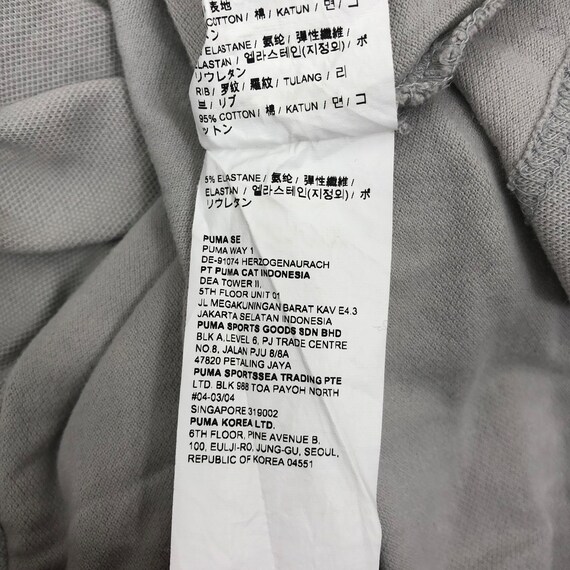 表地
COTTON / 棉 / KATUN / 면 / コ
ン
ELASTANE / 氨纶 / 彈性纖維 /
ELASTAN / 엘라스테인(지정외) / ポ
リウレタン
RIB / 罗纹 / 羅紋 / TULANG / 리
브 / リブ
95% COTTON / 棉 / KATUN / 면 / コ
ットン
5% ELASTANE / 氨纶 / 彈性纖維 /
ELASTAN / 엘라스테인(지정외) / ポ
リウレタン
PUMA SE
PUMA WAY 1
DE-91074 HERZOGENAURACH
PT PUMA CAT INDONESIA
DEA TOWER II,
5TH FLOOR UNIT 01
JL MEGAKUNINGAN BARAT KAV E4.3
JAKARTA SELATAN INDONESIA
PUMA SPORTS GOODS SDN BHD
BLK A,LEVEL 6, PJ TRADE CENTRE
NO.8, JALAN PJU 8/8A
47820 PETALING JAYA
PUMA SPORTSSEA TRADING PTE
LTD. BLK 988 TOA PAYOH NORTH
#04-03/04
SINGAPORE 319002
PUMA KOREA LTD.
6TH FLOOR, PINE AVENUE B,
100, EULJI-RO, JUNG-GU, SEOUL,
REPUBLIC OF KOREA 04551